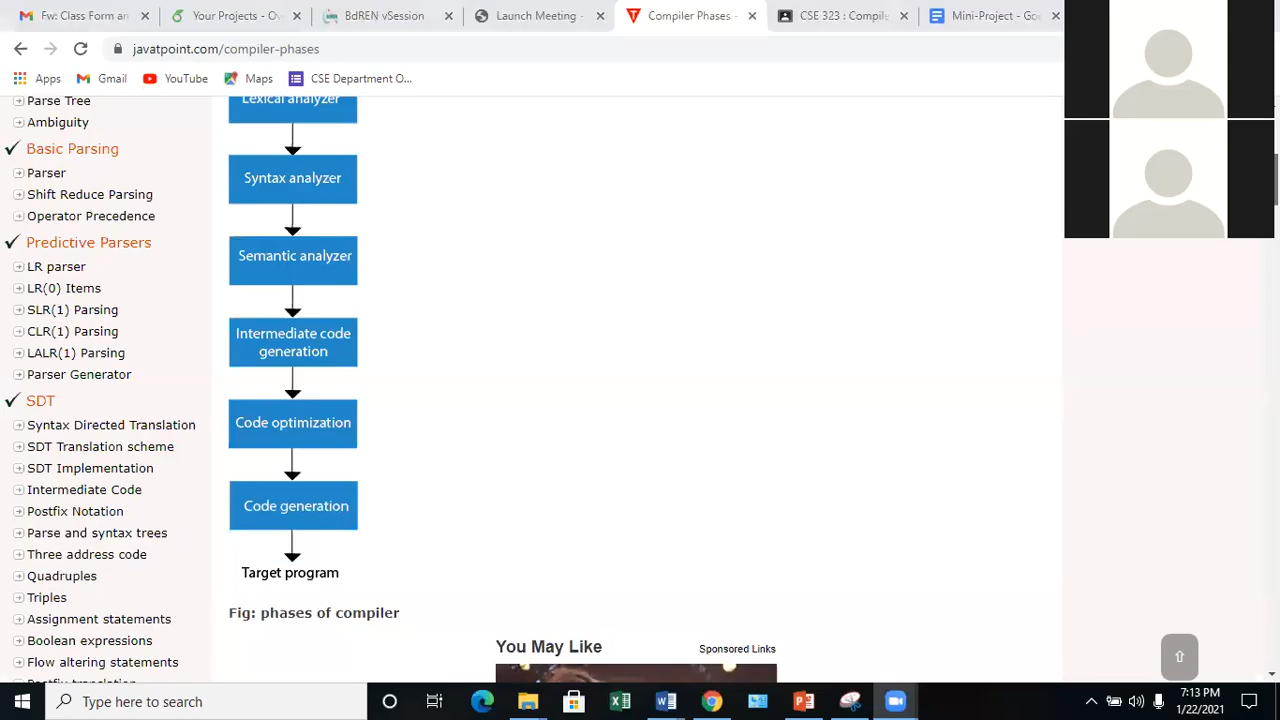 Fw: Class Form an
Your Projects - Ov
BdREN vSession
Launch Meeting -
Compiler Phases -
CSE 323 : Compil
Mini-Project - Goo
javatpoint.com/compiler-phases
Apps
Gmail
YouTube
Maps
CSE Department O...
Parse Tree
Ambiguity
Basic Parsing
Parser
Shift Reduce Parsing
Operator Precedence
Predictive Parsers
LR parser
LR(0) Items
SLR(1) Parsing
CLR(1) Parsing
LALR(1) Parsing
Parser Generator
SDT
Syntax Directed Translation
SDT Translation scheme
SDT Implementation
Intermediate Code
Postfix Notation
Parse and syntax trees
Three address code
Quadruples
Triples
Assignment statements
Boolean expressions
Flow altering statements
Postfix translation
Lexical analyzer
Syntax analyzer
Semantic analyzer
Intermediate code
generation
Code optimization
Code generation
Target program
Fig: phases of compiler
You May Like
Sponsored Links
Type here to search
7:13 PM
1/22/2021